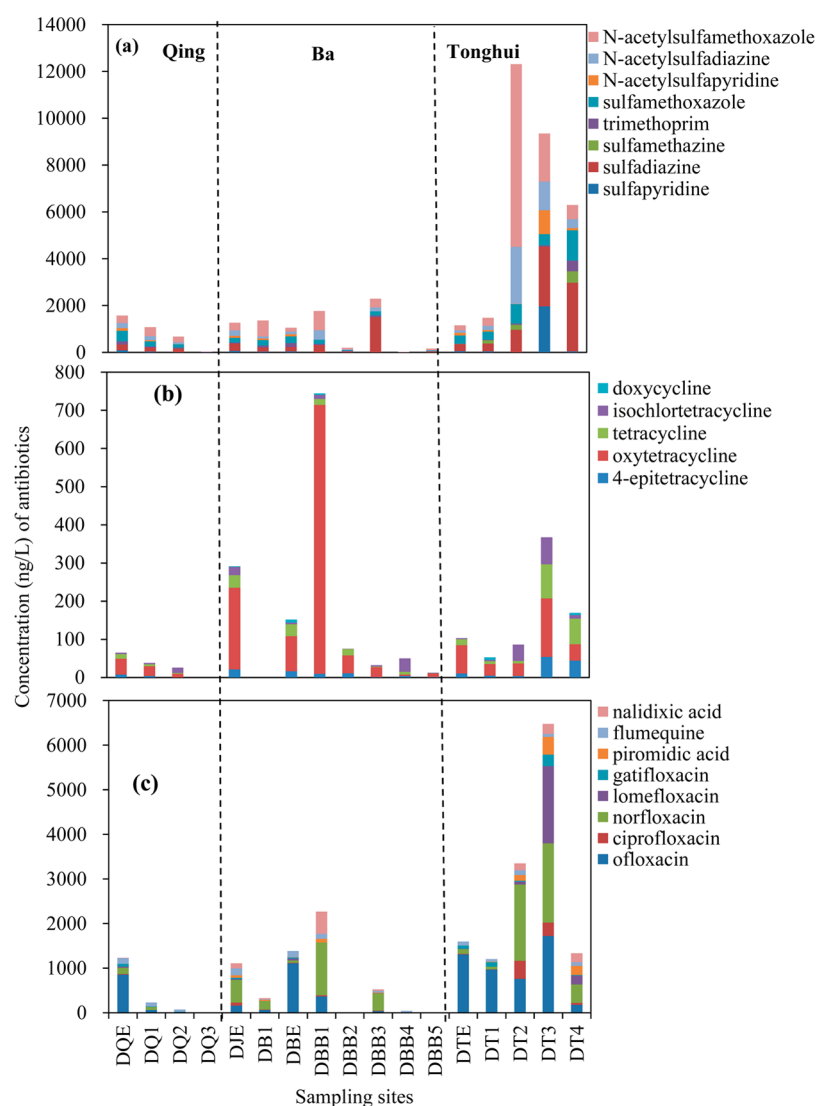 14000
12000
10000
8000
6000
4000
2000
0
(a)
Qing
Ba
Tonghui
N-acetylsulfamethoxazole
N-acetylsulfadiazine
N-acetylsulfapyridine
sulfamethoxazole
trimethoprim
sulfamethazine
sulfadiazine
sulfapyridine
Concentration (ng/L) of antibiotics
800
700
600
500
400
300
200
100
0
(b)
doxycycline
isochlortetracycline
tetracycline
oxytetracycline
4-epitetracycline
7000
6000
5000
4000
3000
2000
1000
0
(c)
nalidixic acid
flumequine
piromidic acid
gatifloxacin
lomefloxacin
norfloxacin
ciprofloxacin
ofloxacin
DQE
DQ1
DQ2
DQ3
DJE
DB1
DBE
DBB1
DBB2
DBB3
DBB4
DBB5
DTE
DT1
DT2
DT3
DT4
Sampling sites